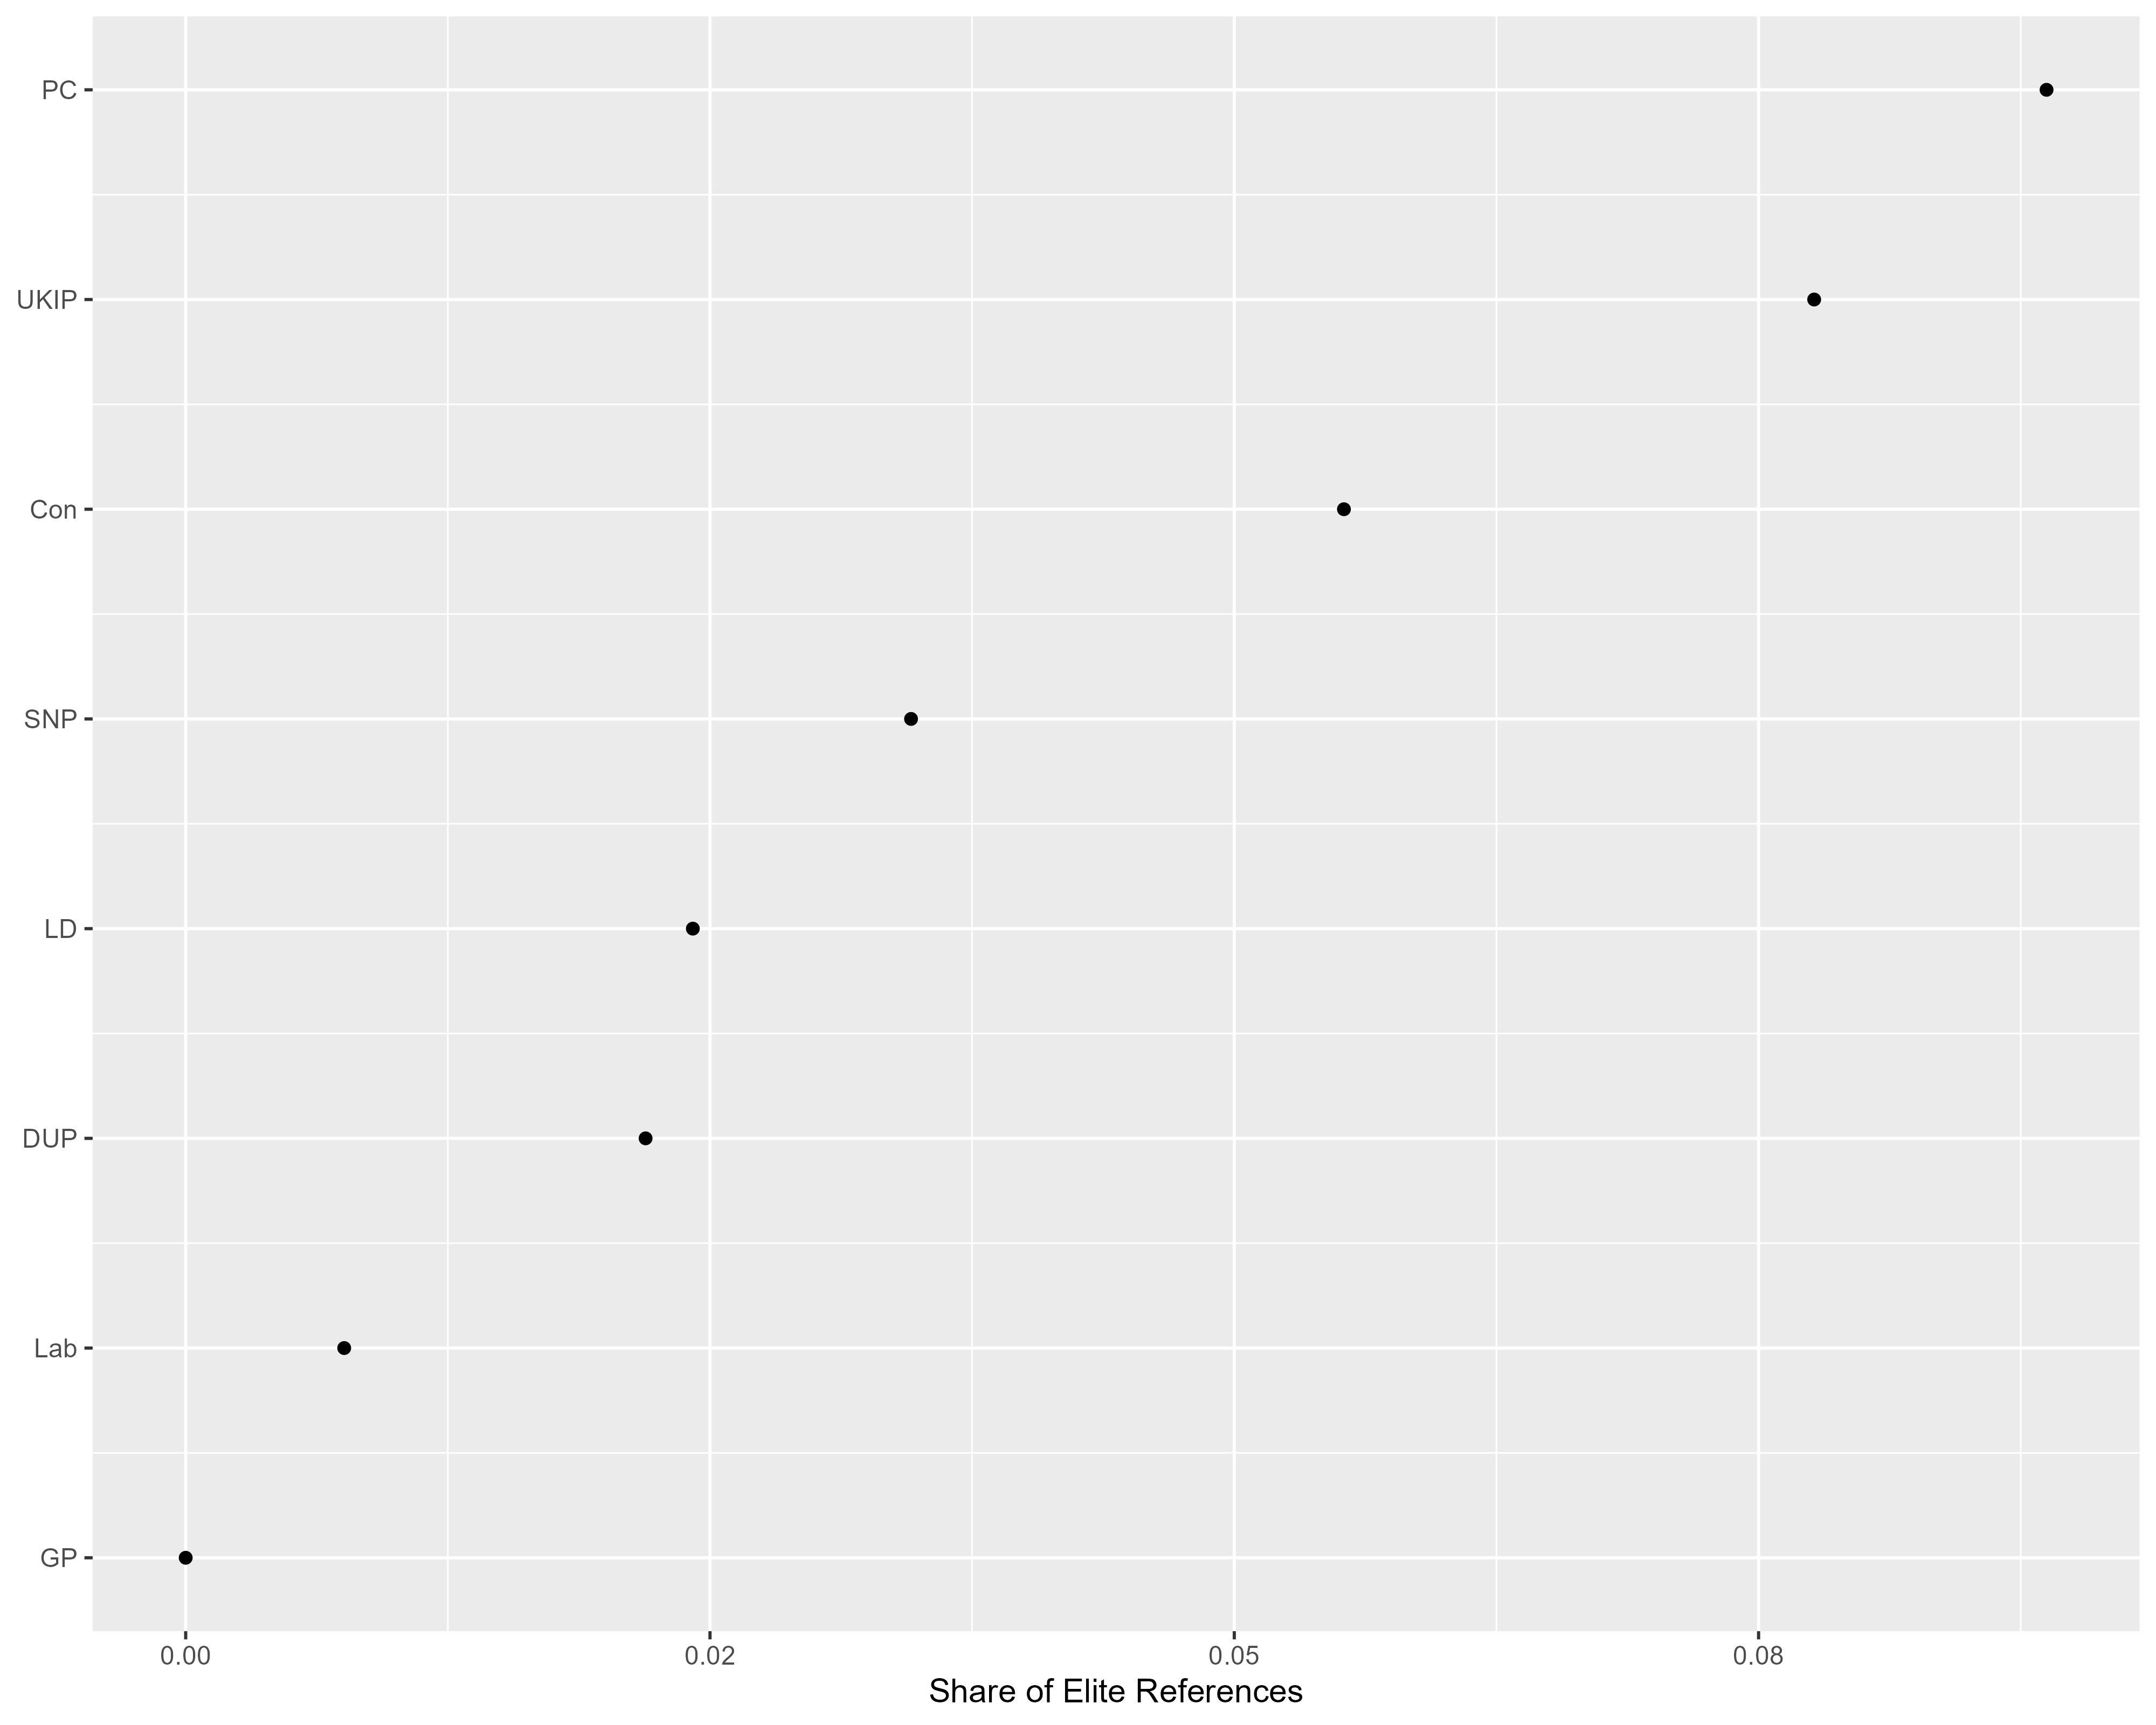 PC
UKIP
Con
SNP
LD
DUP
Lab
GP
0.00 0.02 0.05 0.08
Share of Elite References